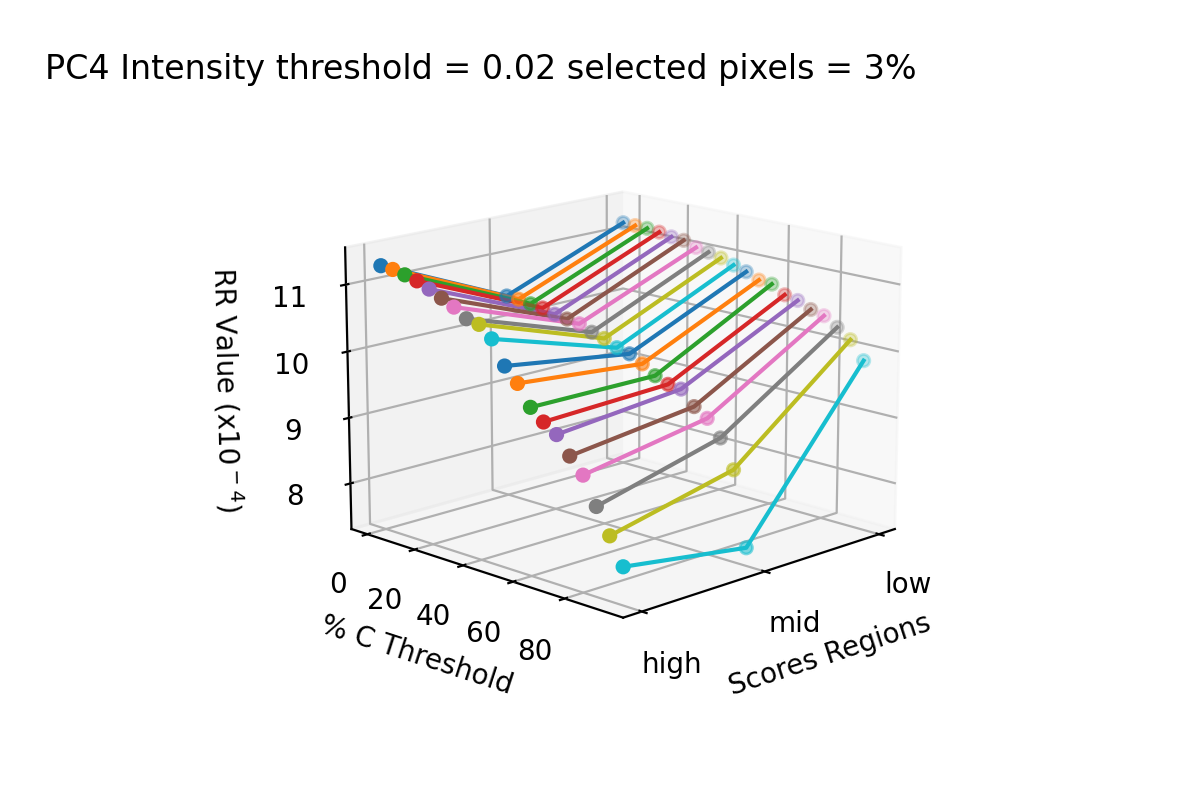 PC4 Intensity threshold = 0.02 selected pixels = 3%
RR Value (x10⁻⁴)
11
10
9
8
0
20
40
60
80
% C Threshold
high
mid
low
Scores Regions